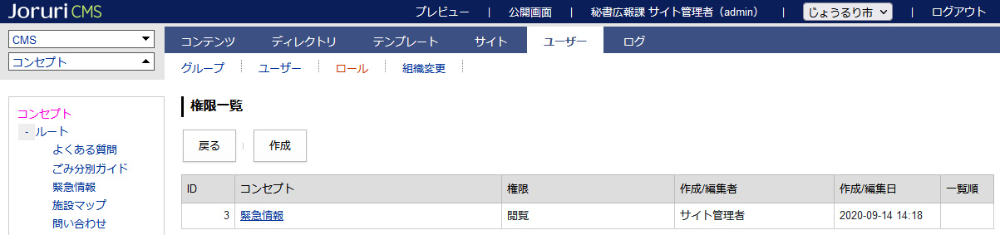 Joruri CMS プレビュー | 公開画面 | 秘書広報課 サイト管理者（admin） | じょうるり市 | ログアウト
CMS
コンセプト
コンテンツ ディレクトリ テンプレート サイト ユーザー ログ
グループ ユーザー ロール 組織変更
コンセプト
- ルート
よくある質問
ごみ分別ガイド
緊急情報
施設マップ
問い合わせ
権限一覧
戻る 作成
ID コンセプト 権限 作成/編集者 作成/編集日 一覧順
3 緊急情報 閲覧 サイト管理者 2020-09-14 14:18